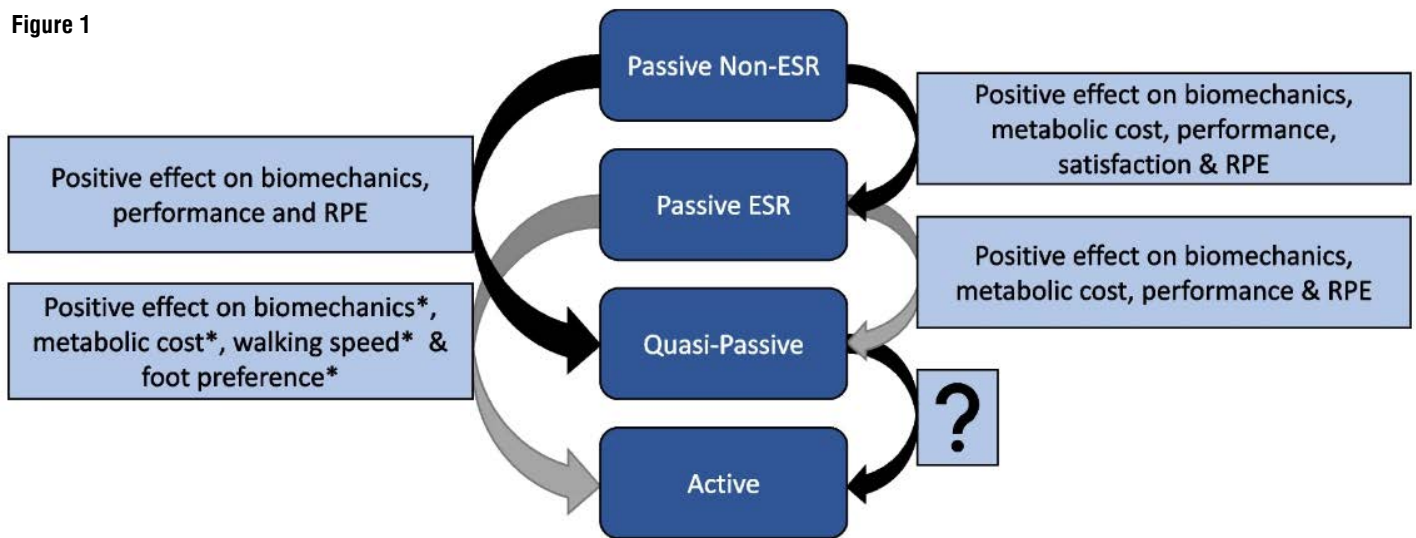 Figure 1
Passive Non-ESR
Positive effect on biomechanics,
metabolic cost, performance,
satisfaction & RPE
Positive effect on biomechanics,
performance and RPE
Passive ESR
Positive effect on biomechanics,
metabolic cost, performance & RPE
Positive effect on biomechanics*,
metabolic cost*, walking speed* &
foot preference*
Quasi-Passive
?
Active